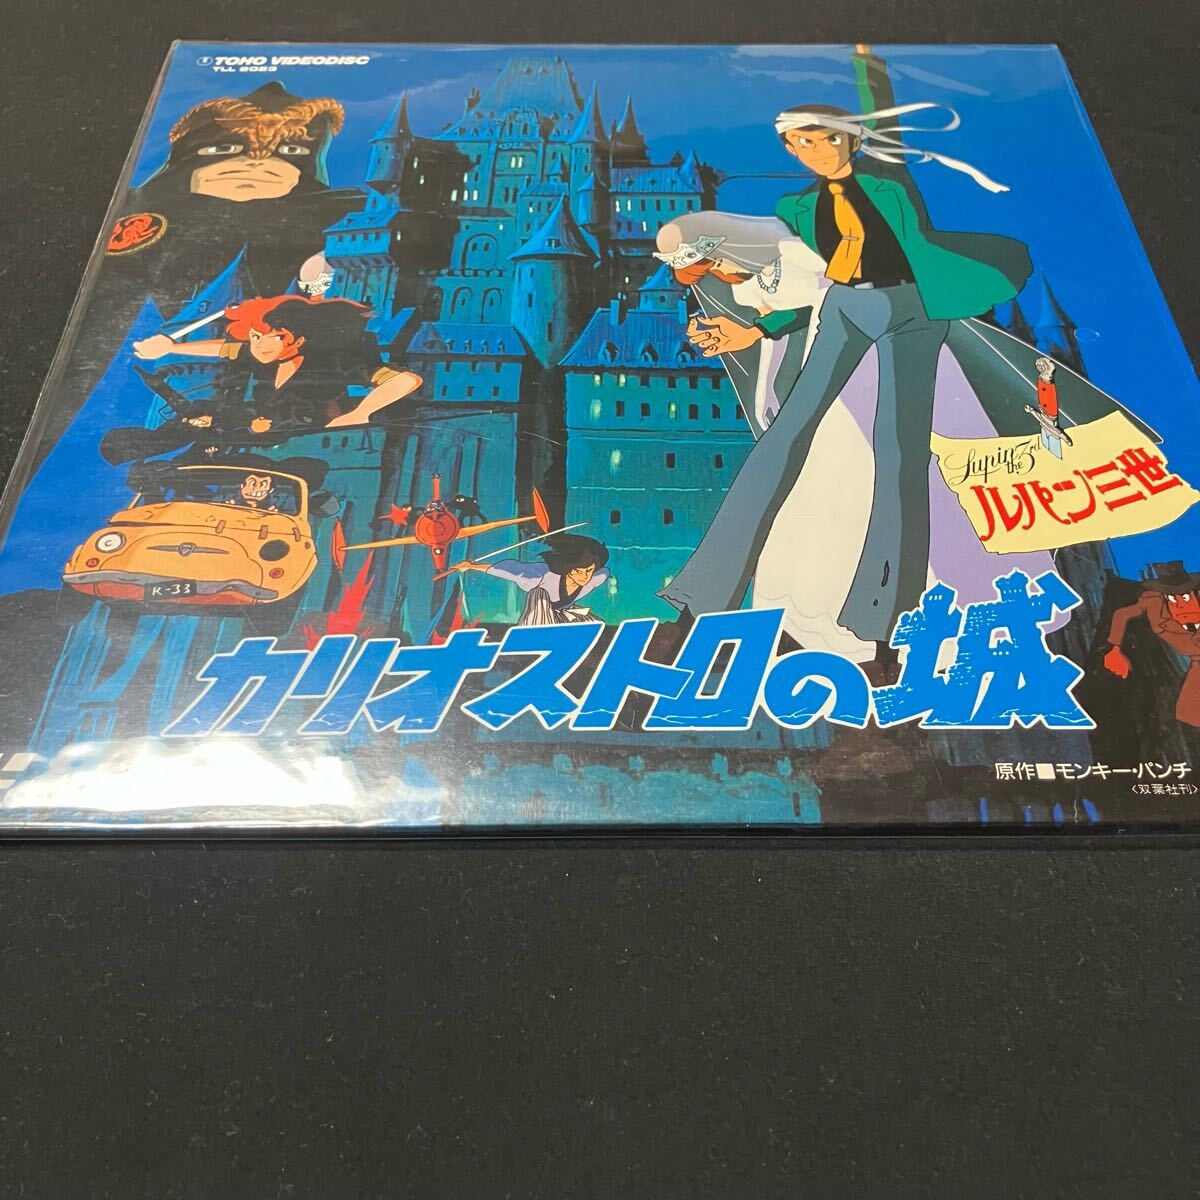 TOHO VIDEODISC
TLL 2023
Lupin the 3rd
ルパン三世
K-33
カリオストロの城
原作■モンキー・パンチ
〈双葉社刊〉